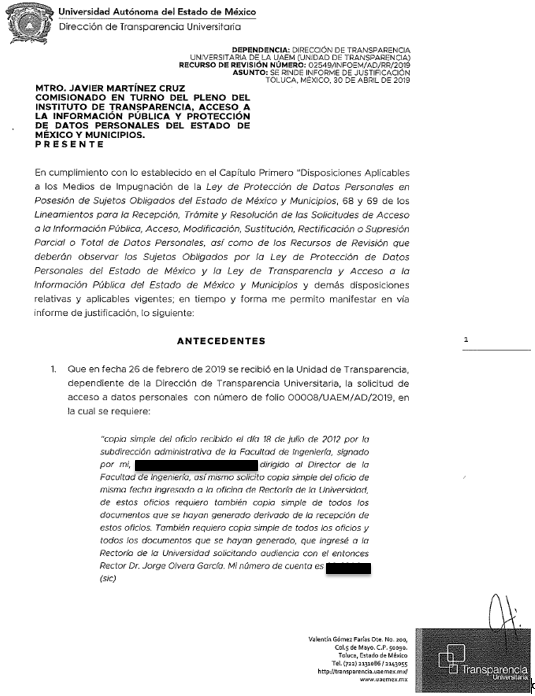 Universidad Autónoma del Estado de México
Dirección de Transparencia Universitaria
DEPENDENCIA: DIRECCIÓN DE TRANSPARENCIA
UNIVERSITARIA DE LA UAEM (UNIDAD DE TRANSPARENCIA)
RECURSO DE REVISIÓN NÚMERO: 02549/INFOEM/AD/RR/2019
ASUNTO: SE RINDE INFORME DE JUSTIFICACIÓN
TOLUCA, MÉXICO, 30 DE ABRIL DE 2019
MTRO. JAVIER MARTÍNEZ CRUZ
COMISIONADO EN TURNO DEL PLENO DEL
INSTITUTO DE TRANSPARENCIA, ACCESO A
LA INFORMACIÓN PÚBLICA Y PROTECCIÓN
DE DATOS PERSONALES DEL ESTADO DE
MÉXICO Y MUNICIPIOS.
P R E S E N T E
En cumplimiento con lo establecido en el Capítulo Primero "Disposiciones Aplicables
a los Medios de Impugnación de la Ley de Protección de Datos Personales en
Posesión de Sujetos Obligados del Estado de México y Municipios, 68 y 69 de los
Lineamientos para la Recepción, Trámite y Resolución de las Solicitudes de Acceso
a la Información Pública, Acceso, Modificación, Sustitución, Rectificación o Supresión
Parcial o Total de Datos Personales, así como de los Recursos de Revisión que
deberán observar los Sujetos Obligados por la Ley de Protección de Datos
Personales del Estado de México y la Ley de Transparencia y Acceso a la
Información Pública del Estado de México y Municipios y demás disposiciones
relativas y aplicables vigentes; en tiempo y forma me permito manifestar en vía
informe de justificación, lo siguiente:
ANTECEDENTES
1
1. Que en fecha 26 de febrero de 2019 se recibió en la Unidad de Transparencia,
dependiente de la Dirección de Transparencia Universitaria, la solicitud de
acceso a datos personales con número de folio 00008/UAEM/AD/2019, en
la cual se requiere:
"copia simple del oficio recibido el día 18 de julio de 2012 por la
subdirección administrativa de la Facultad de Ingeniería, signado
por mi, dirigido al Director de la
Facultad de Ingeniería, así mismo solicito copia simple del oficio de
misma fecha ingresado a la oficina de Rectoría de la Universidad,
de estos oficios requiero también copia simple de todos los
documentos que se hayan generado derivado de la recepción de
estos oficios. También requiero copia simple de todos los oficios y
todos los documentos que se hayan generado, que ingresé a la
Rectoría de la Universidad solicitando audiencia con el entonces
Rector Dr. Jorge Olvera García. Mi número de cuenta es
(sic)
Valentín Gómez Farías Ote. No. 200,
Col.5 de Mayo. C.P. 50090.
Toluca, Estado de México
Tel. (722) 2131086 / 2143055
http://transparencia.uaemex.mx/
www.uaemex.mx
Transparencia
Universitaria
x